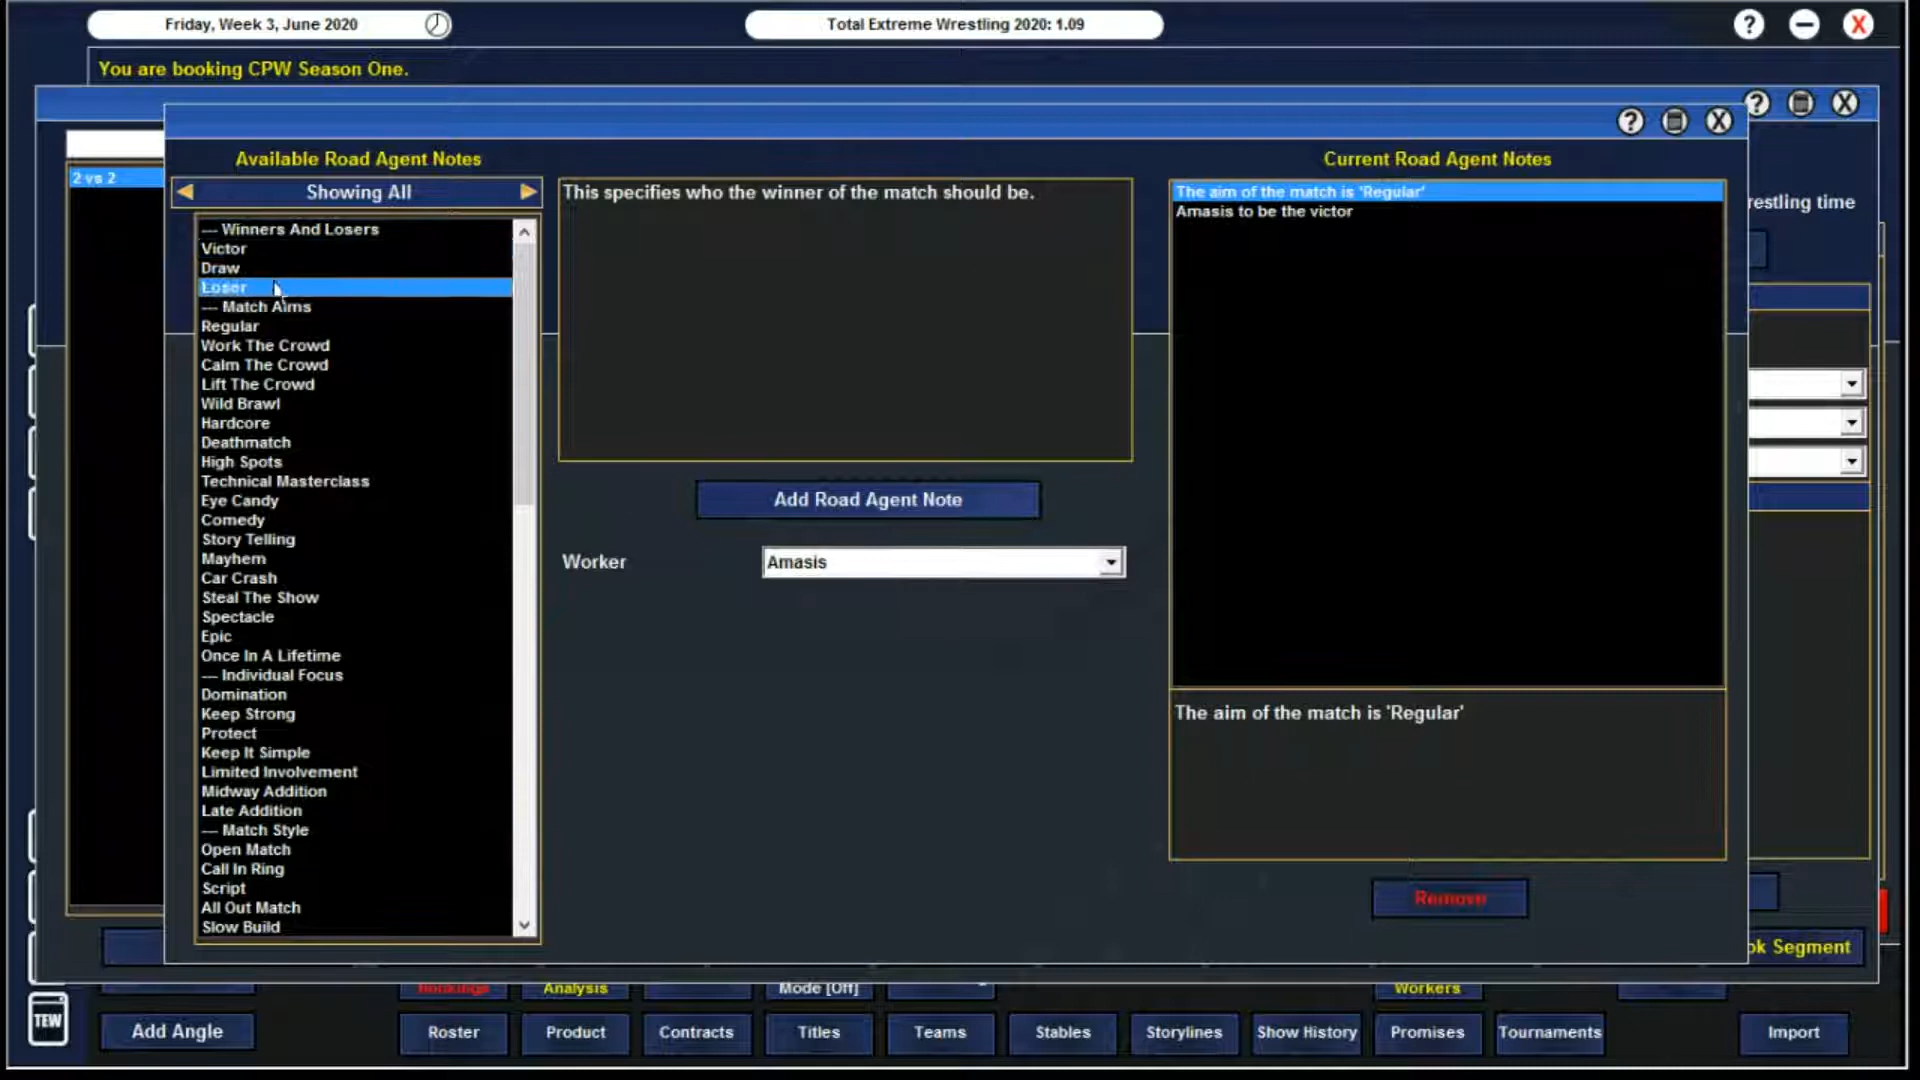 Friday, Week 3, June 2020
Total Extreme Wrestling 2020: 1.09
You are booking CPW Season One.
Available Road Agent Notes
Showing All
2 vs 2
--- Winners And Losers
Victor
Draw
Loser
--- Match Aims
Regular
Work The Crowd
Calm The Crowd
Lift The Crowd
Wild Brawl
Hardcore
Deathmatch
High Spots
Technical Masterclass
Eye Candy
Comedy
Story Telling
Mayhem
Car Crash
Steal The Show
Spectacle
Epic
Once In A Lifetime
--- Individual Focus
Domination
Keep Strong
Protect
Keep It Simple
Limited Involvement
Midway Addition
Late Addition
--- Match Style
Open Match
Call In Ring
Script
All Out Match
Slow Build
This specifies who the winner of the match should be.
Add Road Agent Note
Worker
Amasis
Current Road Agent Notes
The aim of the match is 'Regular'
Amasis to be the victor
The aim of the match is 'Regular'
Remove
restling time
ok Segment
Bookings
Analysis
Mode [Off]
Workers
TEW
Add Angle
Roster
Product
Contracts
Titles
Teams
Stables
Storylines
Show History
Promises
Tournaments
Import